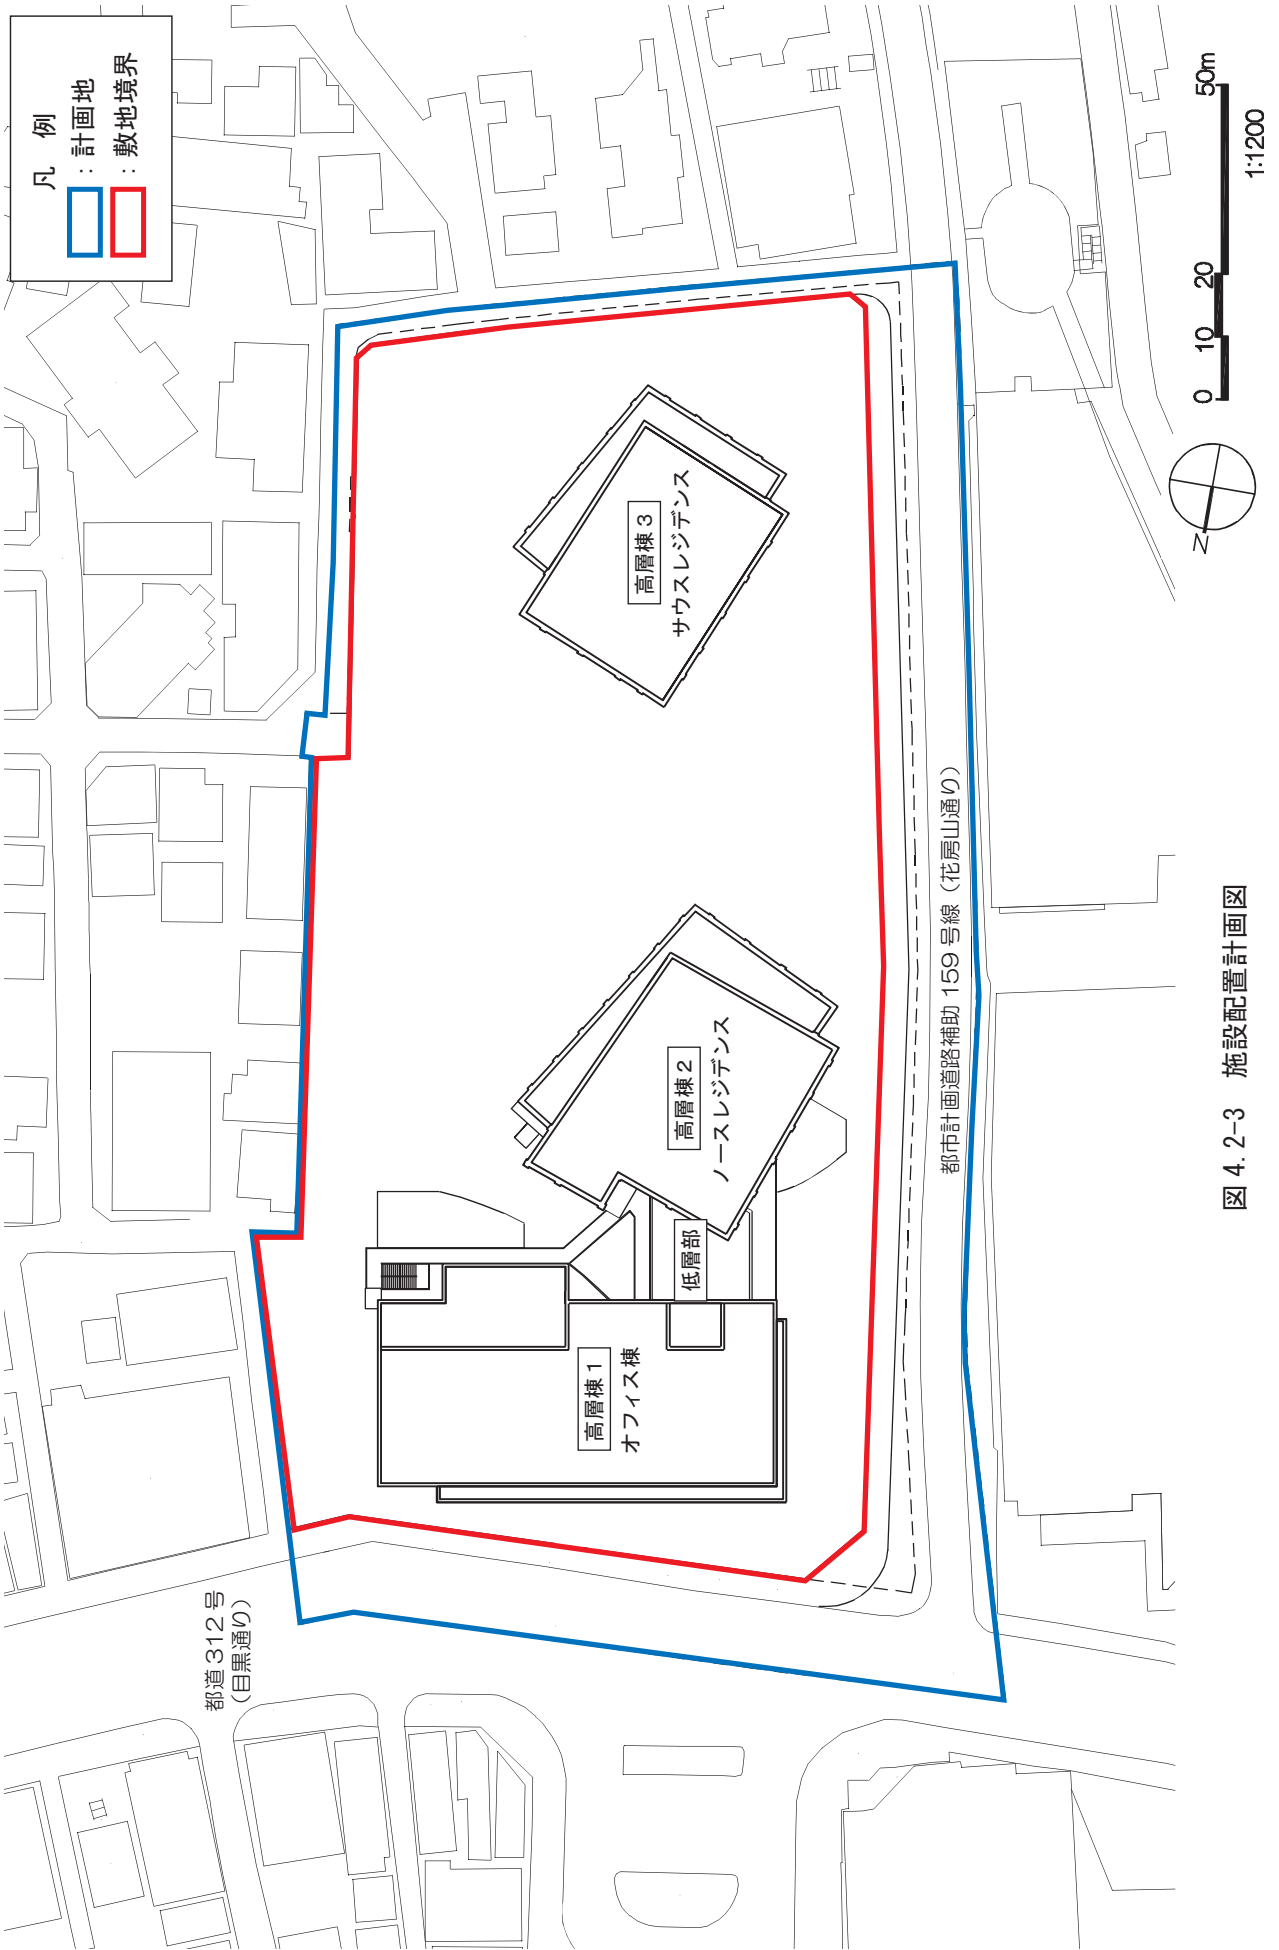 凡 例
：計画地
：敷地境界
高層棟1
オフィス棟
低層部
高層棟2
ノースレジデンス
高層棟3
サウスレジデンス
都道312号
（目黒通り）
都市計画道路補助159号線（花房山通り）
N
0 10 20 50m
1:1200
図4.2-3 施設配置計画図